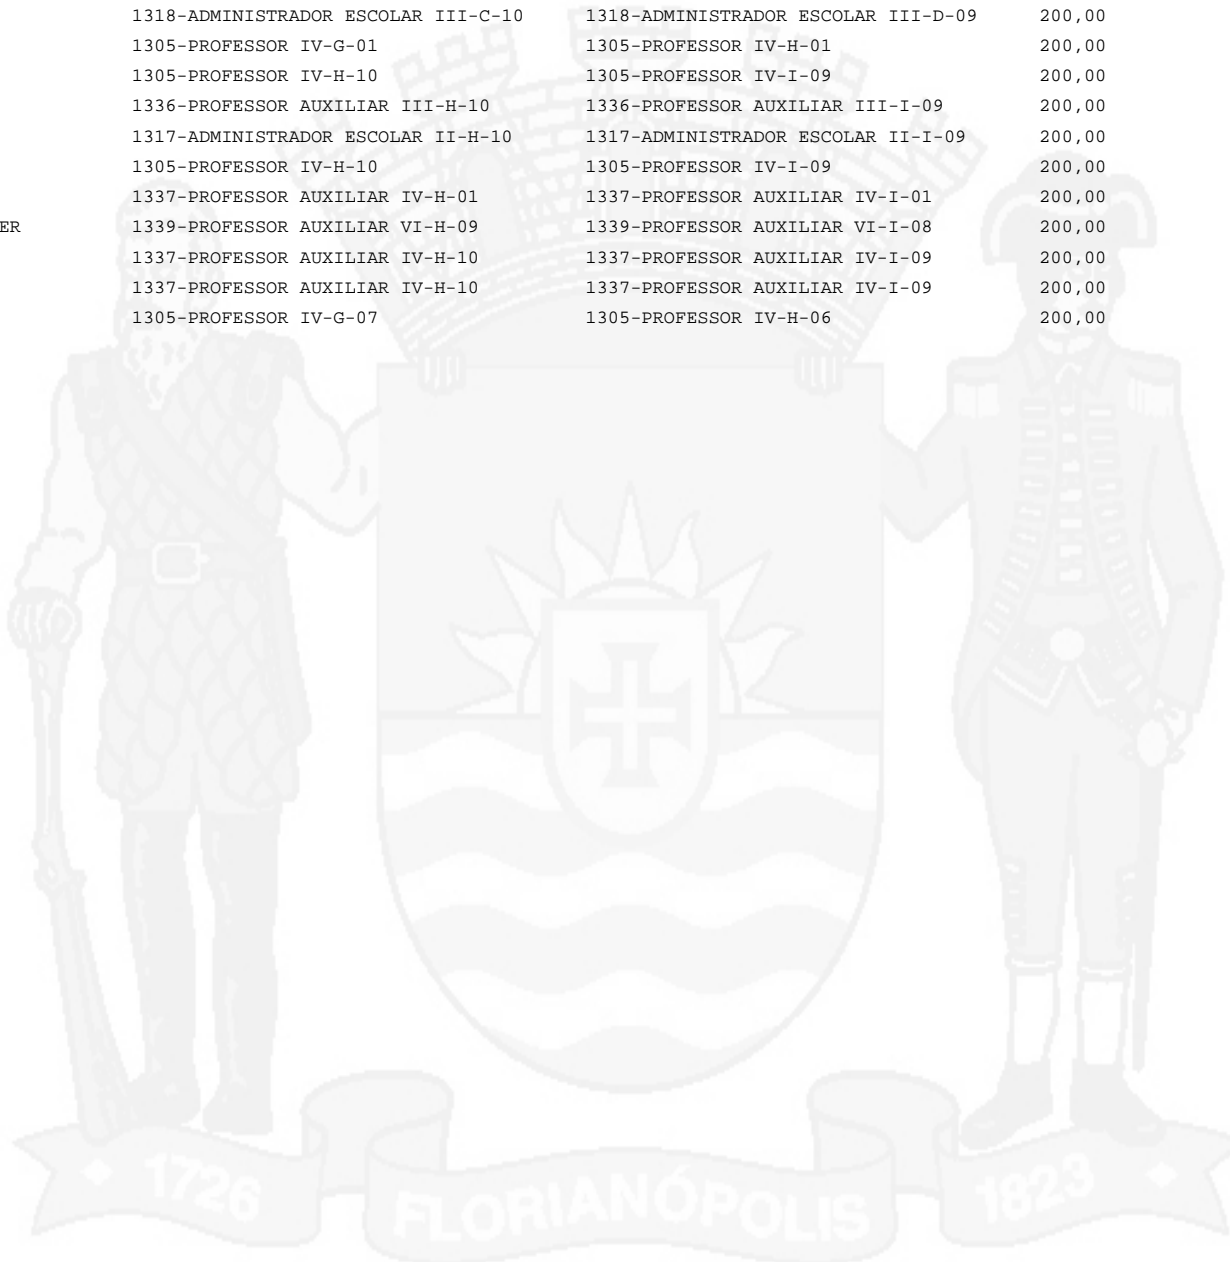 1318-ADMINISTRADOR ESCOLAR III-C-10 1318-ADMINISTRADOR ESCOLAR III-D-09 200,00
1305-PROFESSOR IV-G-01 1305-PROFESSOR IV-H-01 200,00
1305-PROFESSOR IV-H-10 1305-PROFESSOR IV-I-09 200,00
1336-PROFESSOR AUXILIAR III-H-10 1336-PROFESSOR AUXILIAR III-I-09 200,00
1317-ADMINISTRADOR ESCOLAR II-H-10 1317-ADMINISTRADOR ESCOLAR II-I-09 200,00
1305-PROFESSOR IV-H-10 1305-PROFESSOR IV-I-09 200,00
1337-PROFESSOR AUXILIAR IV-H-01 1337-PROFESSOR AUXILIAR IV-I-01 200,00
ER 1339-PROFESSOR AUXILIAR VI-H-09 1339-PROFESSOR AUXILIAR VI-I-08 200,00
1337-PROFESSOR AUXILIAR IV-H-10 1337-PROFESSOR AUXILIAR IV-I-09 200,00
1337-PROFESSOR AUXILIAR IV-H-10 1337-PROFESSOR AUXILIAR IV-I-09 200,00
1305-PROFESSOR IV-G-07 1305-PROFESSOR IV-H-06 200,00
1726 FLORIANÓPOLIS 1823